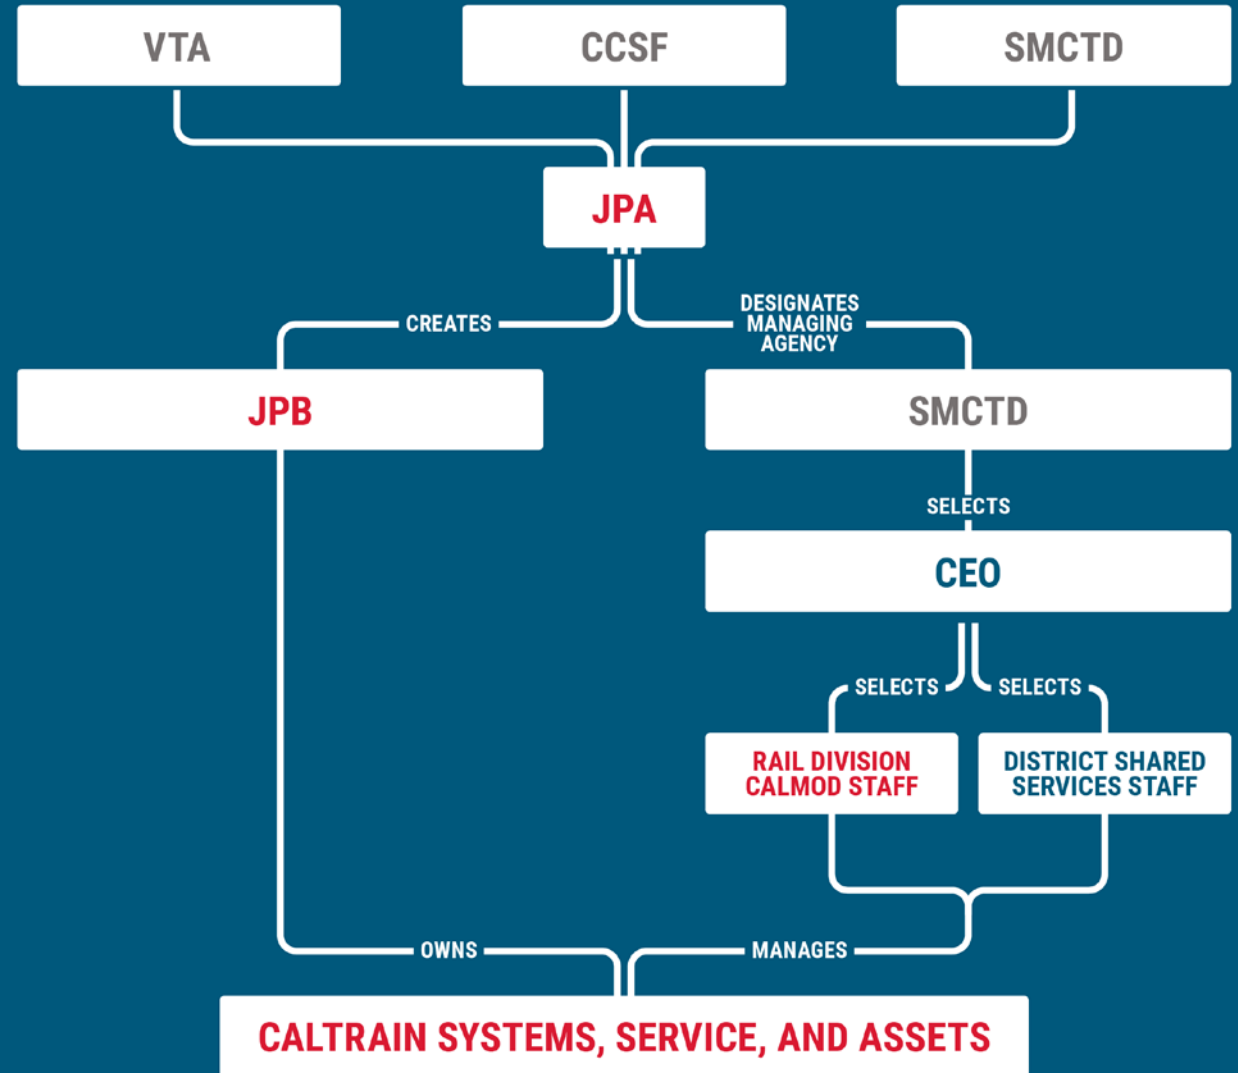 VTA
CCSF
SMCTD
JPA
CREATES
DESIGNATES
MANAGING
AGENCY
JPB
SMCTD
SELECTS
CEO
SELECTS
SELECTS
RAIL DIVISION
CALMOD STAFF
DISTRICT SHARED
SERVICES STAFF
OWNS
MANAGES
CALTRAIN SYSTEMS, SERVICE, AND ASSETS